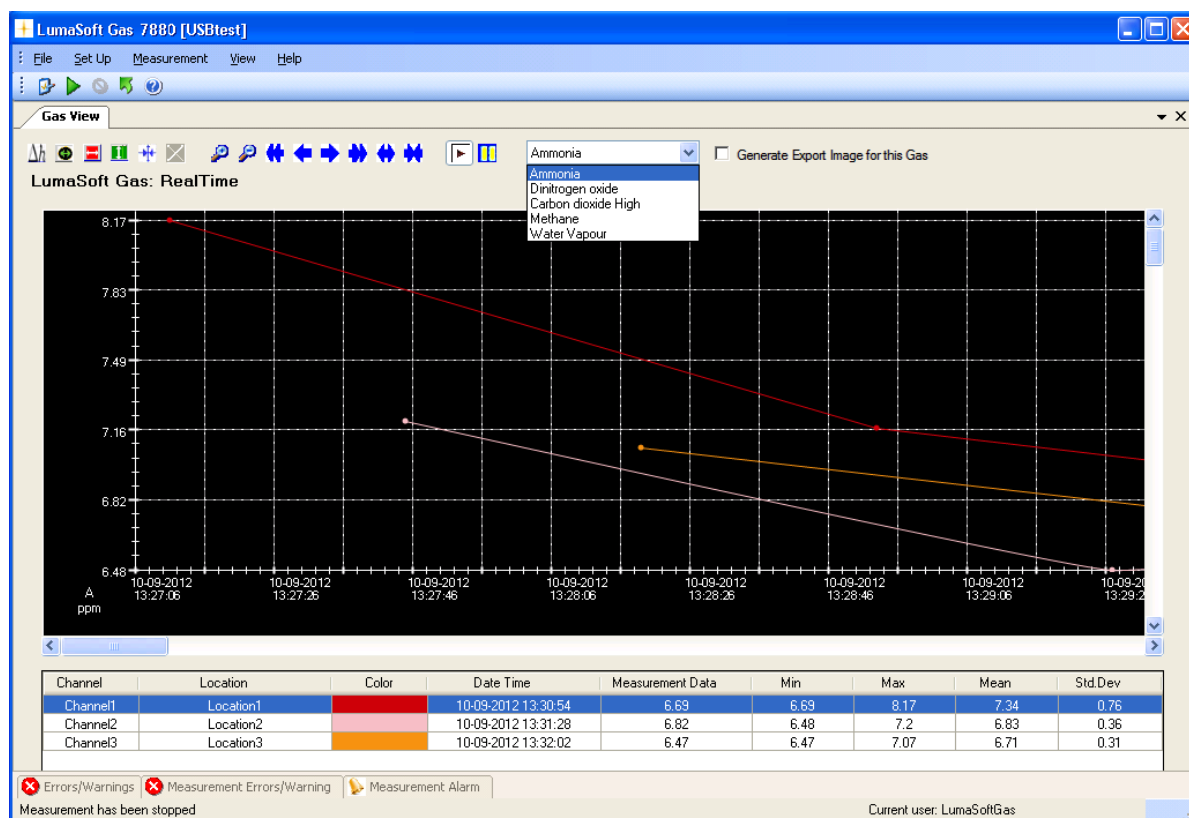 LumaSoft Gas 7880 [USBtest]
File Set Up Measurement View Help
Gas View
Δh Ammonia Generate Export Image for this Gas
LumaSoft Gas: RealTime
Ammonia
Dinitrogen oxide
Carbon dioxide High
Methane
Water Vapour
8.17
7.83
7.49
7.16
6.82
6.48
10-09-2012 10-09-2012 10-09-2012 10-09-2012 10-09-2012 10-09-2012 10-09-2012 10-09-20
13:27:06 13:27:26 13:27:46 13:28:06 13:28:26 13:28:46 13:29:06 13:29:2
A
ppm
Channel Location Color Date Time Measurement Data Min Max Mean Std.Dev
Channel1 Location1 10-09-2012 13:30:54 6.69 6.69 8.17 7.34 0.76
Channel2 Location2 10-09-2012 13:31:28 6.82 6.48 7.2 6.83 0.36
Channel3 Location3 10-09-2012 13:32:02 6.47 6.47 7.07 6.71 0.31
Errors/Warnings Measurement Errors/Warning Measurement Alarm
Measurement has been stopped Current user: LumaSoftGas